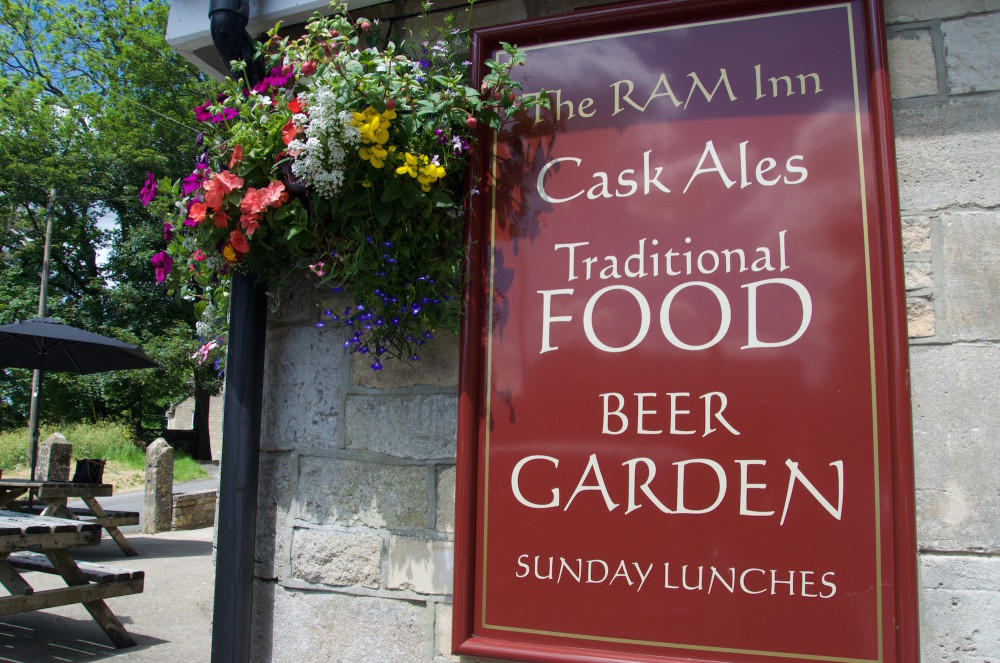 The RAM Inn
Cask Ales
Traditional
FOOD
BEER
GARDEN
SUNDAY LUNCHES